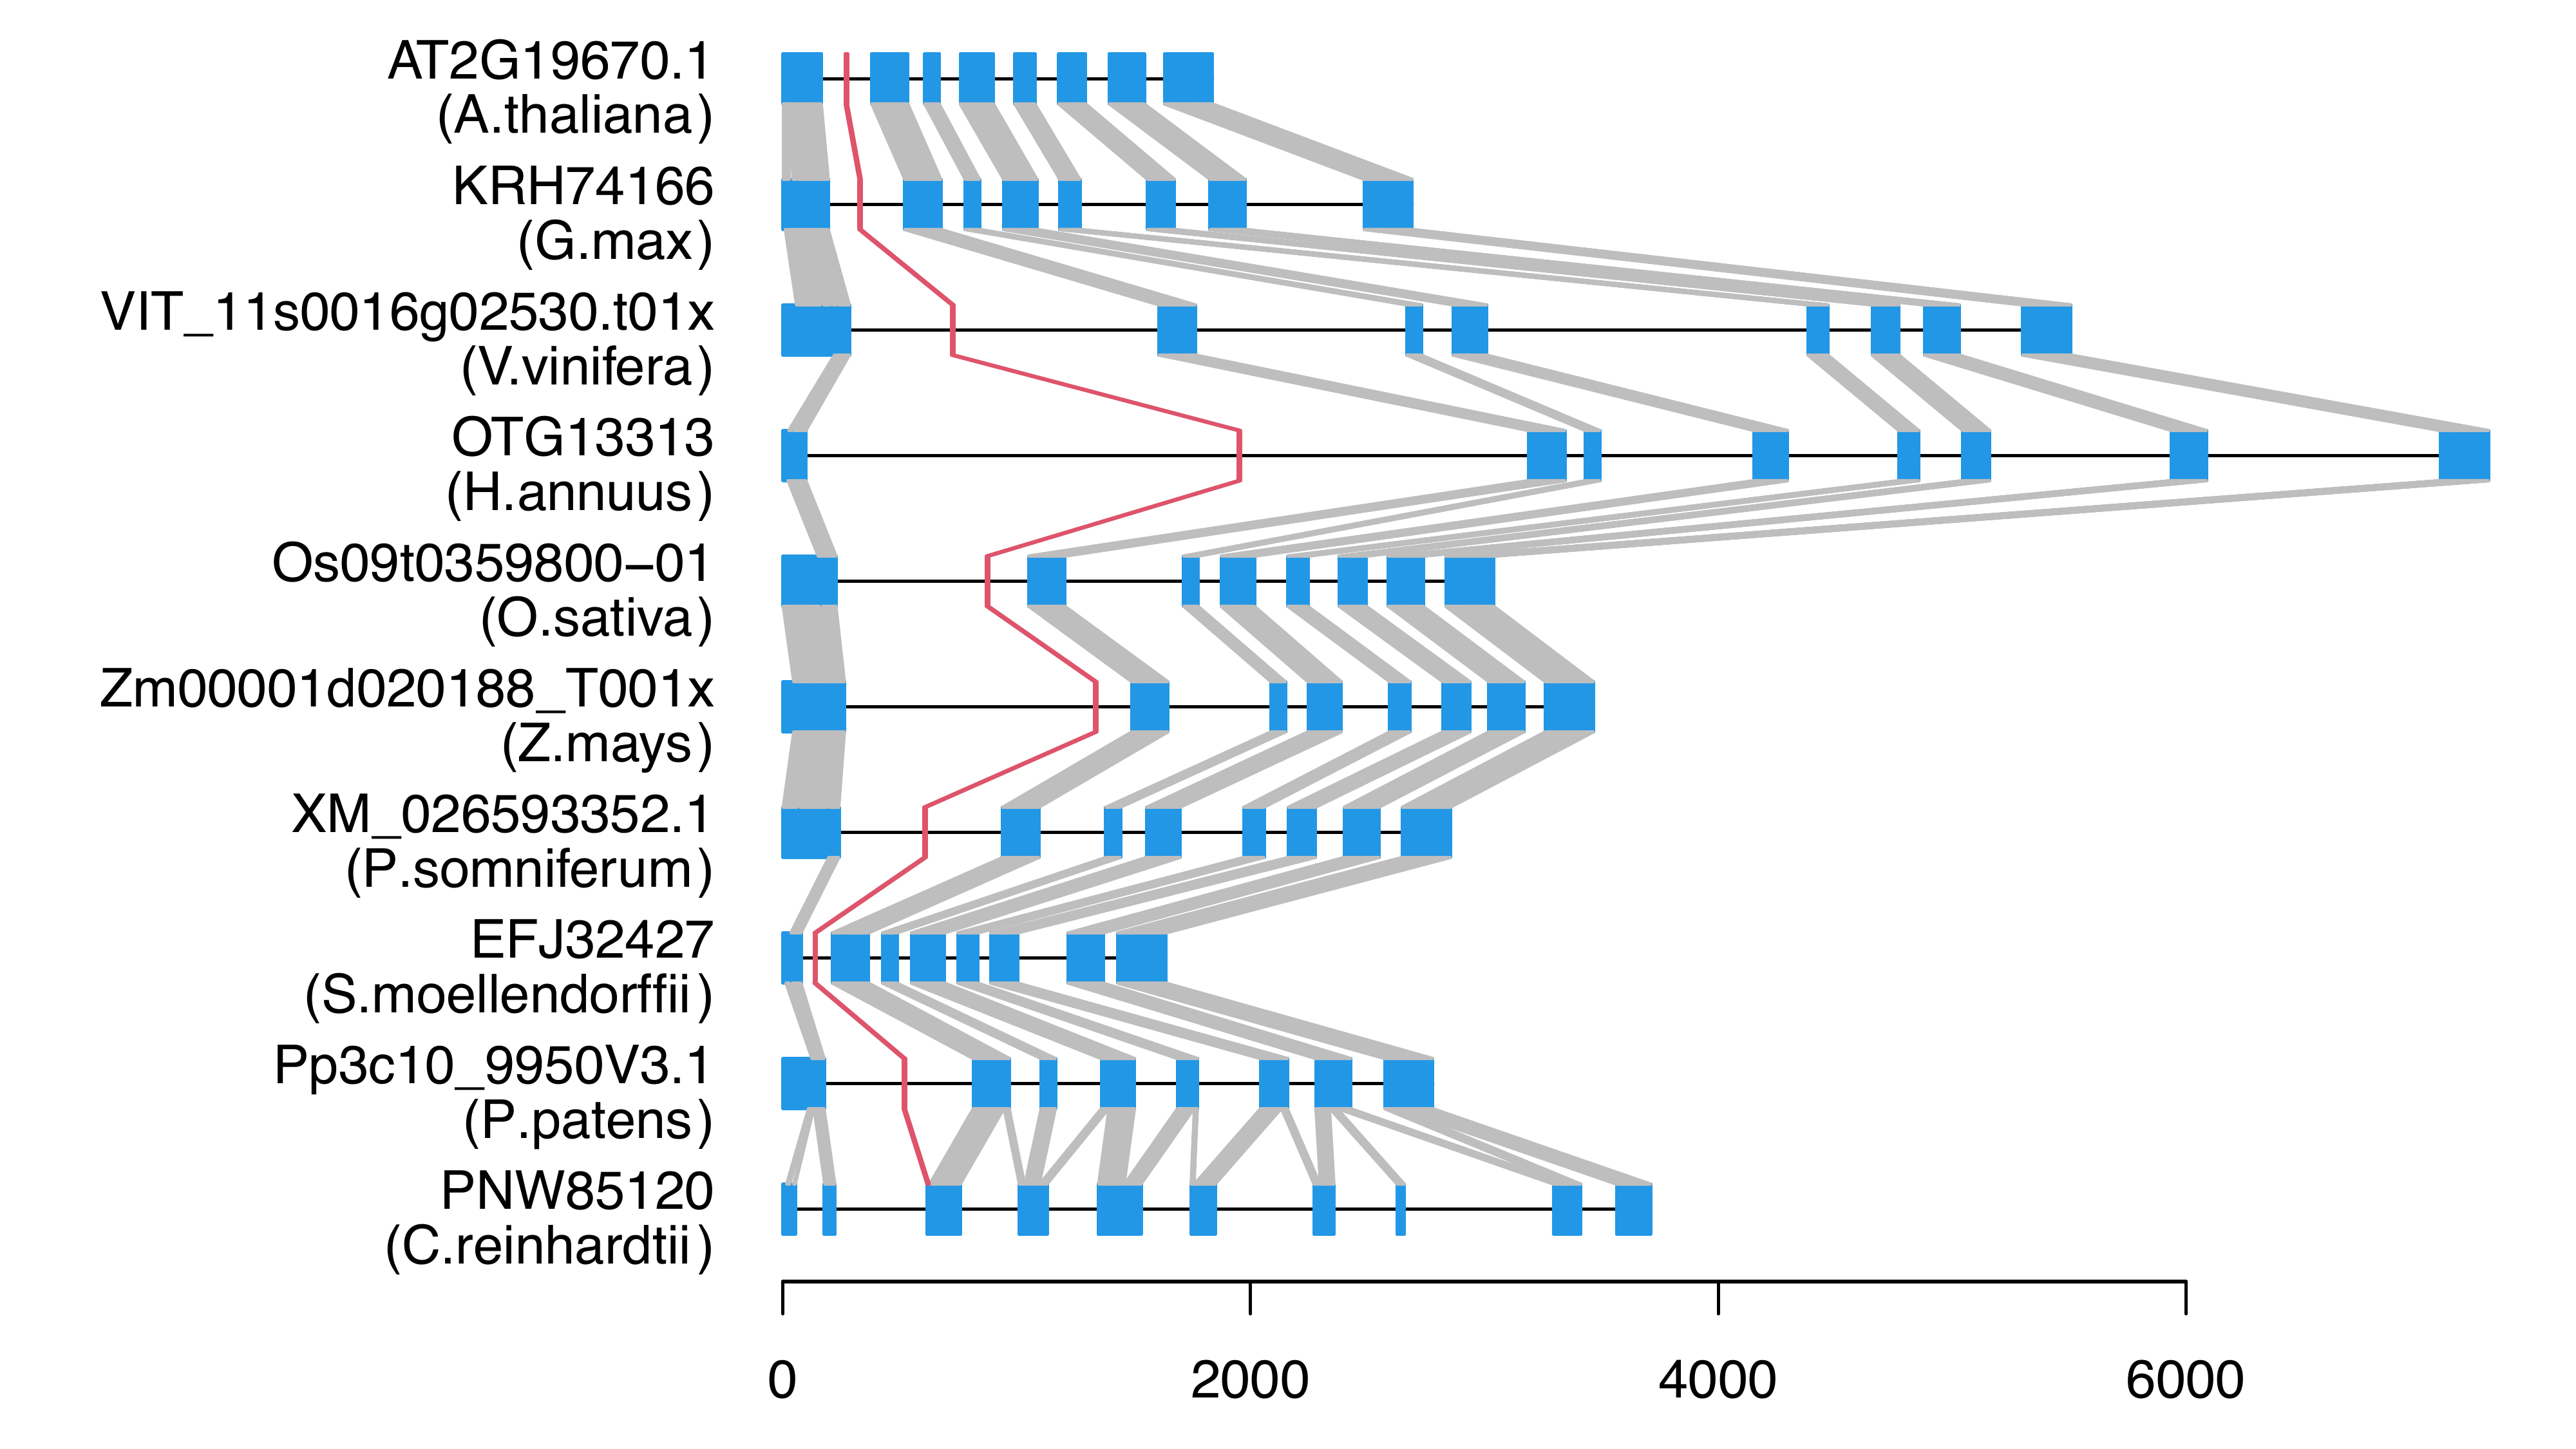 AT2G19670.1
(A.thaliana)
KRH74166
(G.max)
VIT_11s0016g02530.t01x
(V.vinifera)
OTG13313
(H.annuus)
Os09t0359800−01
(O.sativa)
Zm00001d020188_T001x
(Z.mays)
XM_026593352.1
(P.somniferum)
EFJ32427
(S.moellendorffii)
Pp3c10_9950V3.1
(P.patens)
PNW85120
(C.reinhardtii)
0 2000 4000 6000